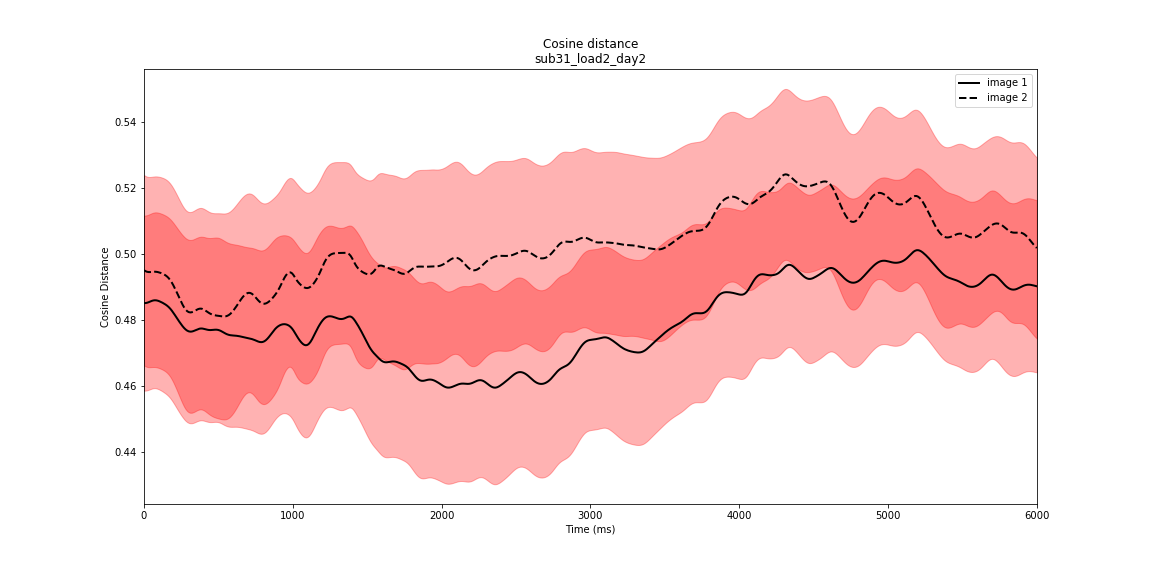 Cosine distance
sub31_load2_day2
image 1
image 2
Cosine Distance
0.54
0.52
0.50
0.48
0.46
0.44
0
1000
2000
3000
4000
5000
6000
Time (ms)